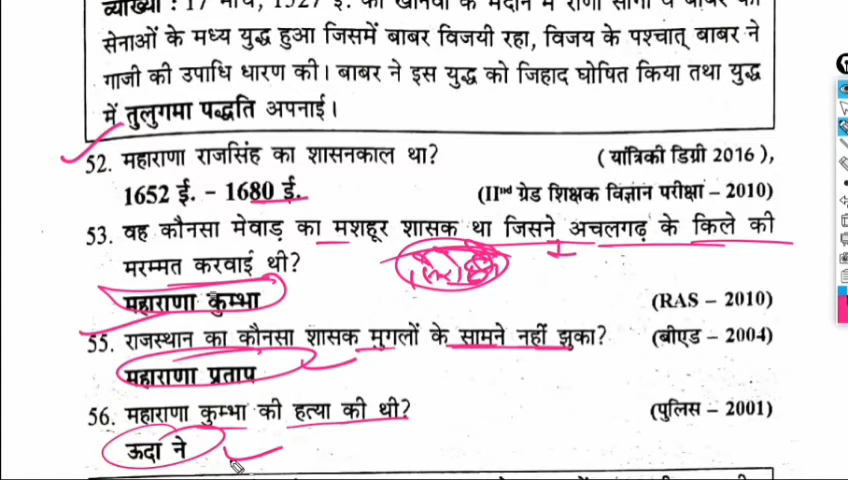 व्याख्या : 17 मार्च, 1527 ई. को खानवा के मैदान में राणा सांगा व बाबर की
सेनाओं के मध्य युद्ध हुआ जिसमें बाबर विजयी रहा, विजय के पश्चात् बाबर ने
गाजी की उपाधि धारण की। बाबर ने इस युद्ध को जिहाद घोषित किया तथा युद्ध
में तुलुगमा पद्धति अपनाई।
52. महाराणा राजसिंह का शासनकाल था? (यांत्रिकी डिग्री 2016),
1652 ई. - 1680 ई. (IIⁿᵈ ग्रेड शिक्षक विज्ञान परीक्षा – 2010)
53. वह कौनसा मेवाड़ का मशहूर शासक था जिसने अचलगढ़ के किले की
मरम्मत करवाई थी?
महाराणा कुम्भा (RAS – 2010)
55. राजस्थान का कौनसा शासक मुगलों के सामने नहीं झुका? (बीएड – 2004)
महाराणा प्रताप
56. महाराणा कुम्भा की हत्या की थी? (पुलिस – 2001)
ऊदा ने